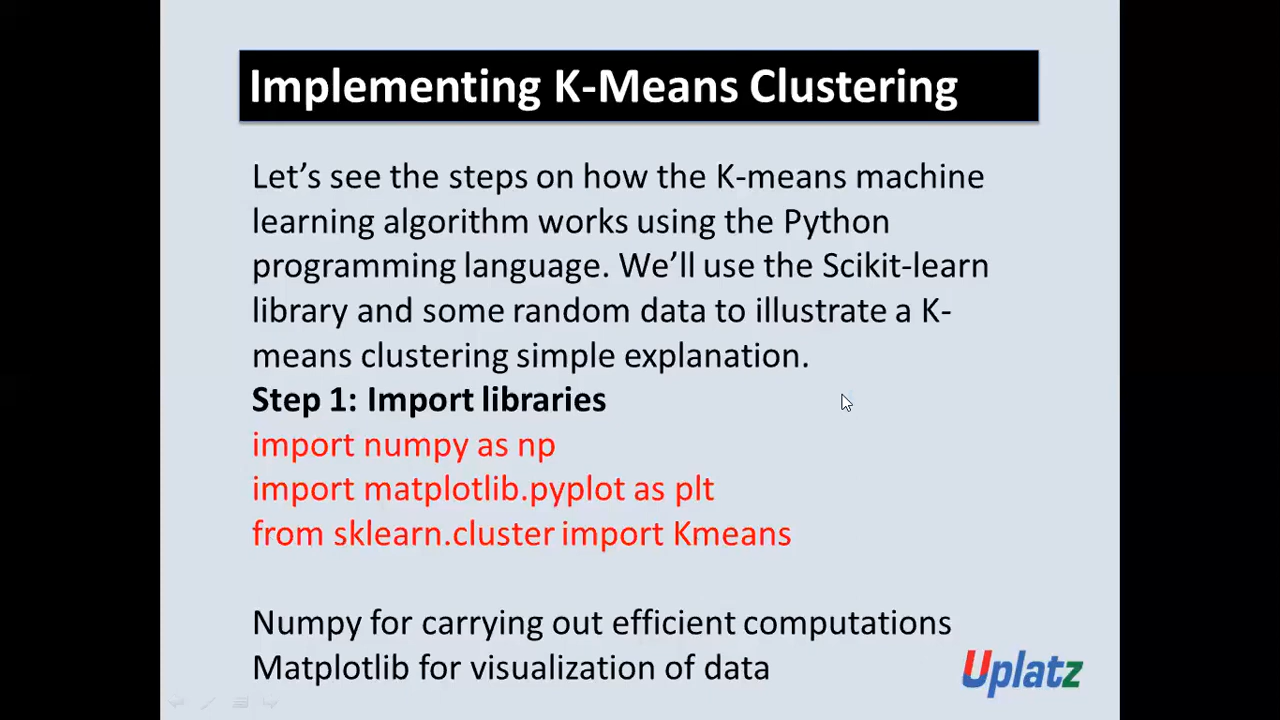 Implementing K-Means Clustering
Let’s see the steps on how the K-means machine
learning algorithm works using the Python
programming language. We’ll use the Scikit-learn
library and some random data to illustrate a K-
means clustering simple explanation.
Step 1: Import libraries
import numpy as np
import matplotlib.pyplot as plt
from sklearn.cluster import Kmeans
Numpy for carrying out efficient computations
Matplotlib for visualization of data
Uplatz